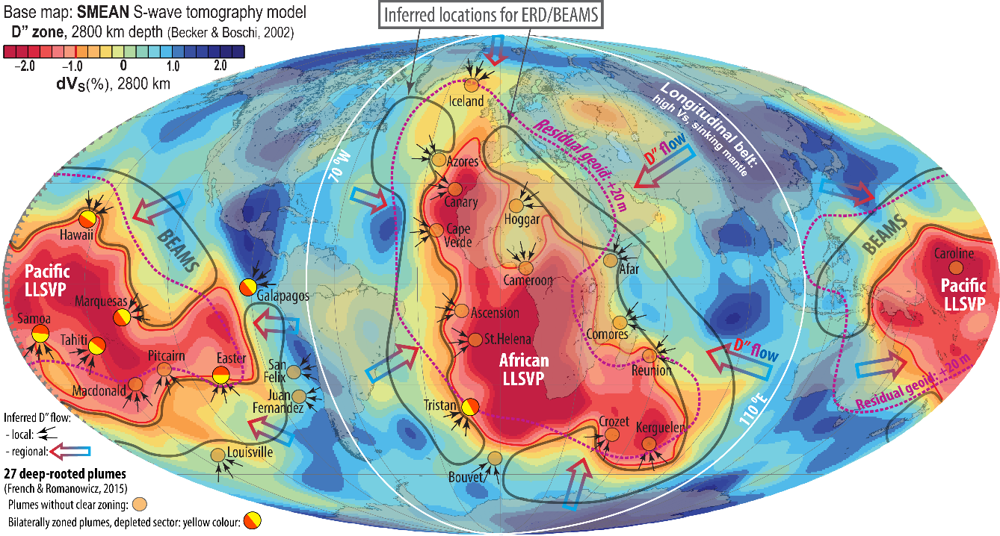 Base map: SMEAN S-wave tomography model
D” zone, 2800 km depth (Becker & Boschi, 2002)
−2.0 −1.0 0 1.0 2.0
dVS(%), 2800 km
Inferred locations for ERD/BEAMS
Iceland
Longitudinal belt:
high Vs, sinking mantle
Residual geoid: +20 m
D” flow
70 ºW
Azores
Canary
Hoggar
Cape
Verde
Hawaii
BEAMS
BEAMS
Caroline
Pacific
LLSVP
Pacific
LLSVP
Afar
Cameroon
Galapagos
Marquesas
Ascension
Samoa
Tahiti
Comores
St.Helena
Pitcairn
Easter
African
LLSVP
D” flow
Reunion
San
Felix
Macdonald
Juan
Fernandez
Residual geoid: +20 m
Tristan
110 ºE
Crozet
Kerguelen
Louisville
Bouvet
Inferred D” flow:
- local:
- regional:
27 deep-rooted plumes
(French & Romanowicz, 2015)
Plumes without clear zoning:
Bilaterally zoned plumes, depleted sector: yellow colour: